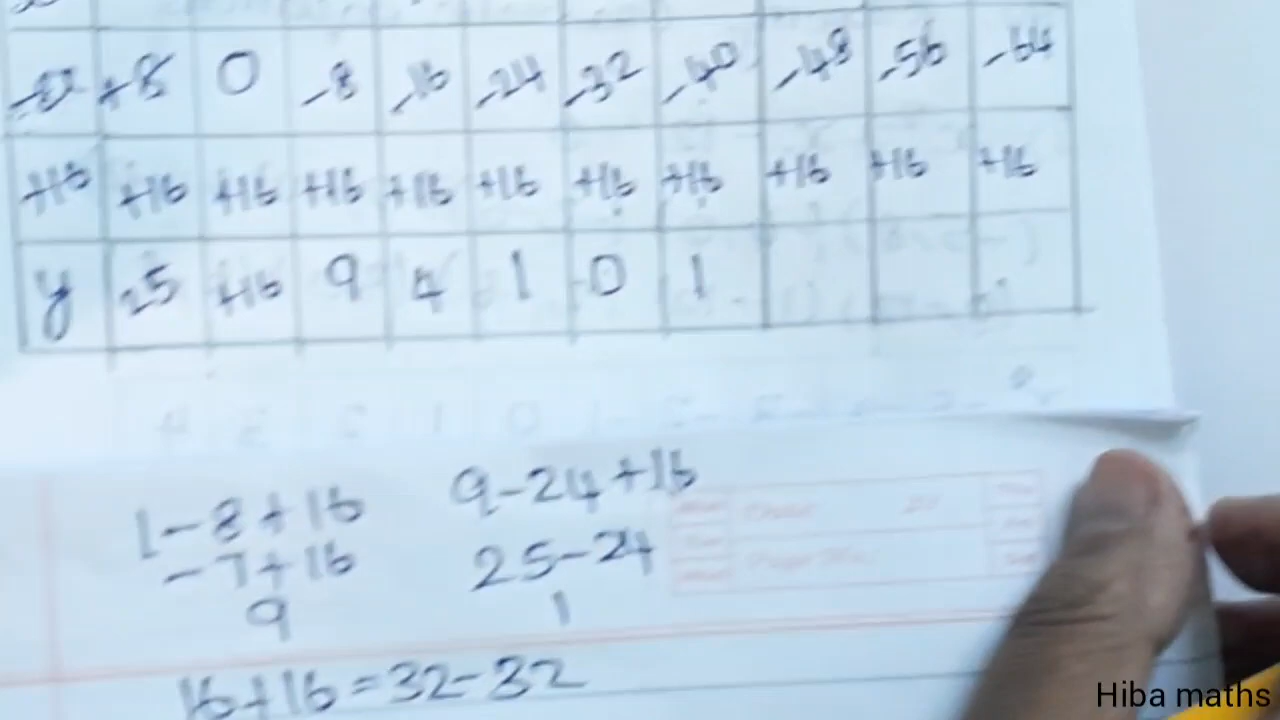 -8x +8 0 -8 -16 -24 -32 -40 -48 -56 -64
+16 +16 +16 +16 +16 +16 +16 +16 +16 +16 +16
y 25 +16 9 4 1 0 1
1-8+16
-7+16
9
9-24+16
25-24
1
16+16=32-32
Hiba maths